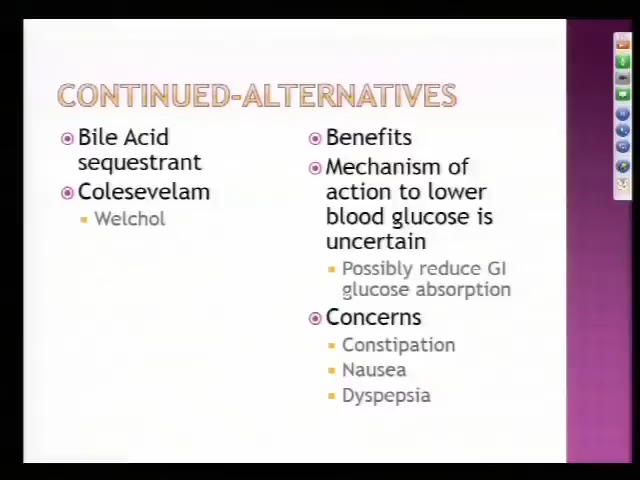 CONTINUED-ALTERNATIVES
Bile Acid
sequestrant
Colesevelam
Welchol
Benefits
Mechanism of
action to lower
blood glucose is
uncertain
Possibly reduce GI
glucose absorption
Concerns
Constipation
Nausea
Dyspepsia